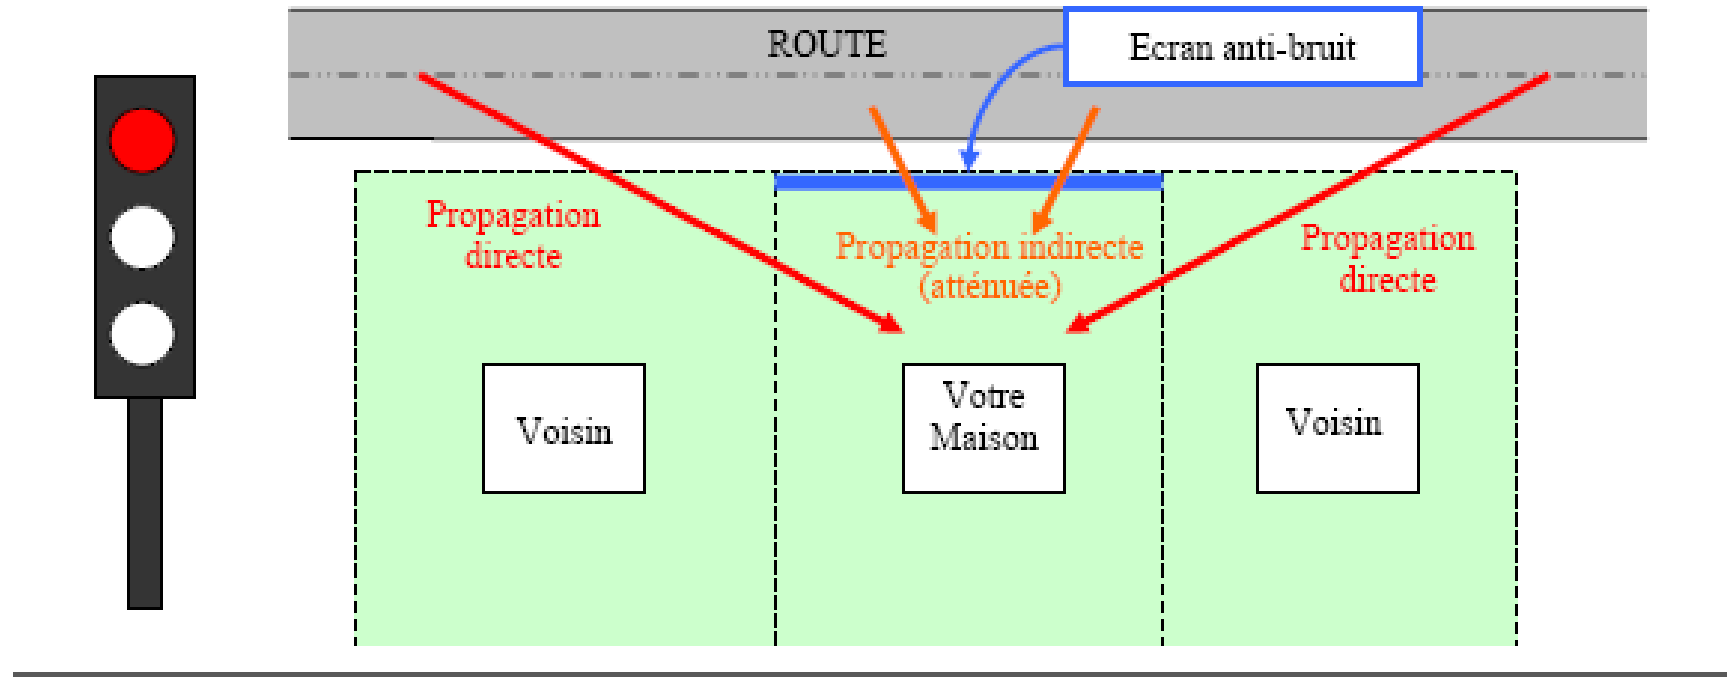 ROUTE
Ecran anti-bruit
Propagation
directe
Propagation indirecte
(atténuée)
Propagation
directe
Voisin
Votre
Maison
Voisin